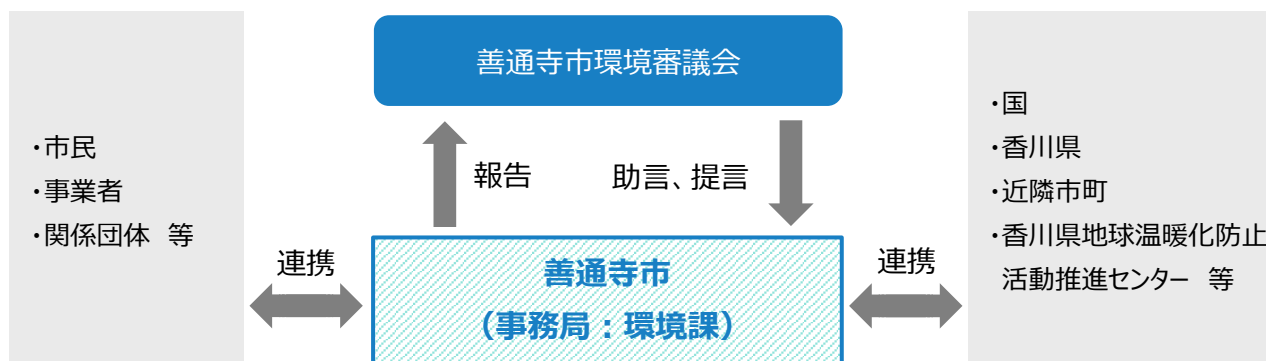 善通寺市環境審議会
・市民
・事業者
・関係団体　等
報告
助言、提言
・国
・香川県
・近隣市町
・香川県地球温暖化防止
活動推進センター　等
連携
善通寺市
（事務局：環境課）
連携